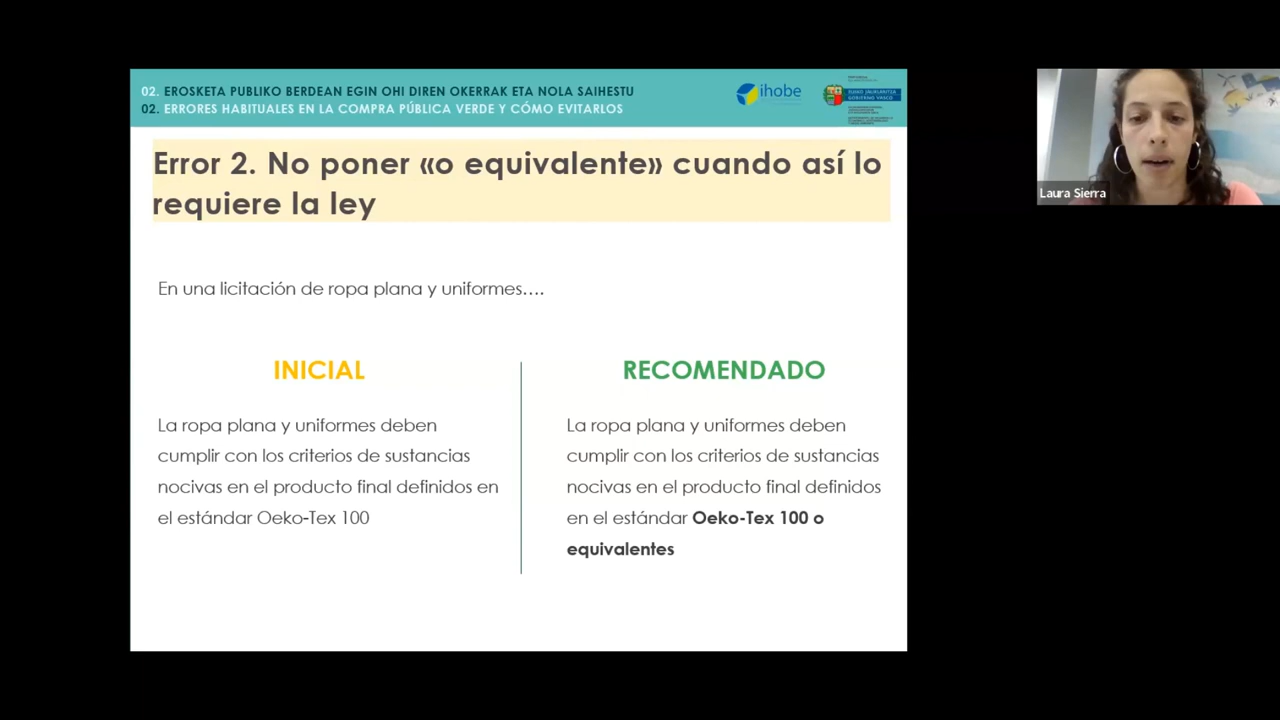 02. EROSKETA PUBLIKO BERDEAN EGIN OHI DIREN OKERRAK ETA NOLA SAIHESTU
02. ERRORES HABITUALES EN LA COMPRA PÚBLICA VERDE Y CÓMO EVITARLOS
ihobe
EUSKO JAURLARITZA
GOBIERNO VASCO
Error 2. No poner «o equivalente» cuando así lo
requiere la ley
En una licitación de ropa plana y uniformes....
INICIAL
La ropa plana y uniformes deben
cumplir con los criterios de sustancias
nocivas en el producto final definidos en
el estándar Oeko-Tex 100
RECOMENDADO
La ropa plana y uniformes deben
cumplir con los criterios de sustancias
nocivas en el producto final definidos
en el estándar Oeko-Tex 100 o
equivalentes
Laura Sierra